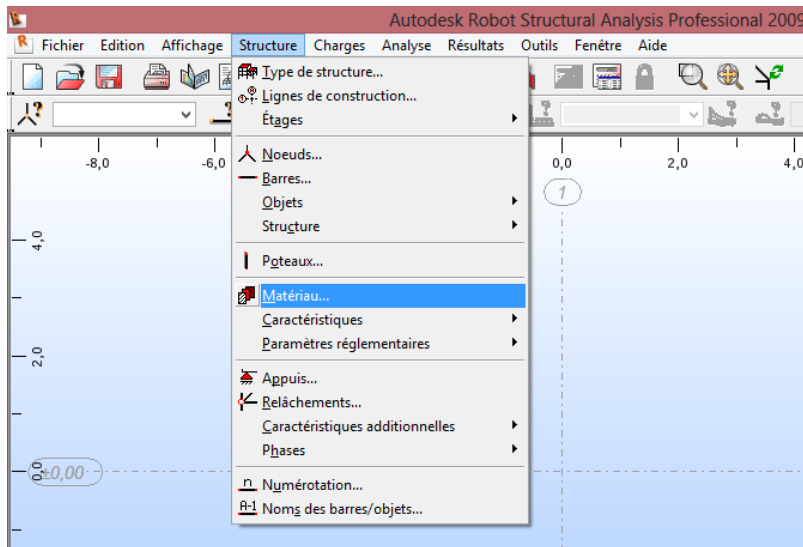 Autodesk Robot Structural Analysis Professional 2009
Fichier Edition Affichage Structure Charges Analyse Résultats Outils Fenêtre Aide
Type de structure...
Lignes de construction...
Étages
Noeuds...
Barres...
Objets
Structure
Poteaux...
Matériau...
Caractéristiques
Paramètres réglementaires
Appuis...
Relâchements...
Caractéristiques additionnelles
Phases
Numérotation...
Noms des barres/objets...
-8,0 -6,0 0,0 2,0 4,0
1
4,0
2,0
0,0
±0,00